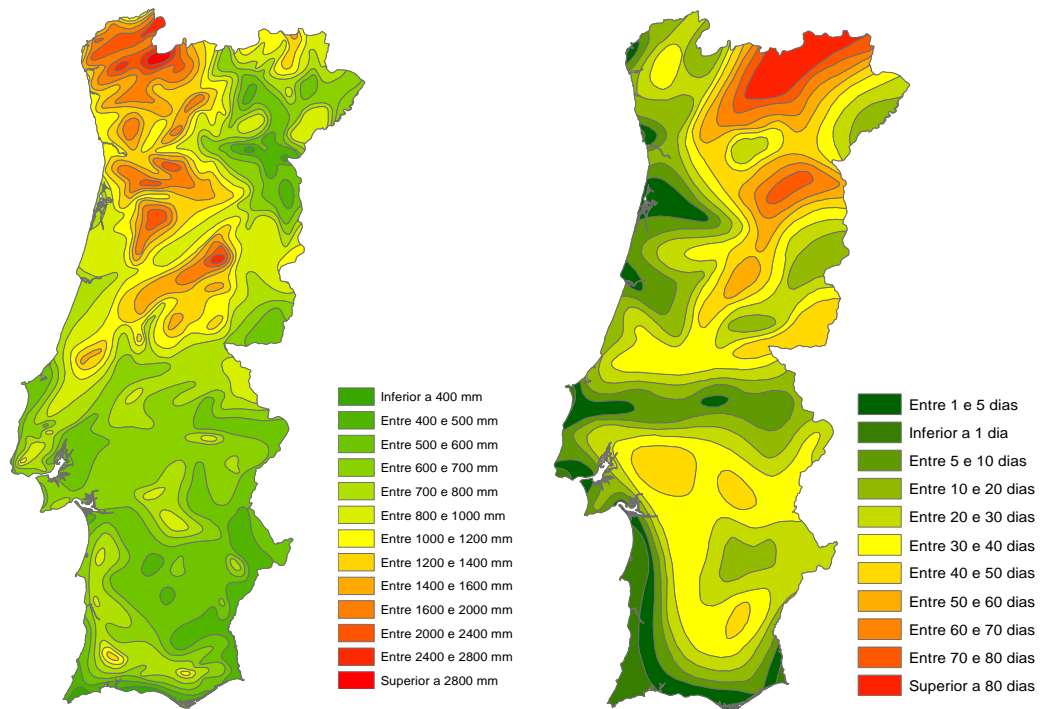 Inferior a 400 mm
Entre 400 e 500 mm
Entre 500 e 600 mm
Entre 600 e 700 mm
Entre 700 e 800 mm
Entre 800 e 1000 mm
Entre 1000 e 1200 mm
Entre 1200 e 1400 mm
Entre 1400 e 1600 mm
Entre 1600 e 2000 mm
Entre 2000 e 2400 mm
Entre 2400 e 2800 mm
Superior a 2800 mm
Entre 1 e 5 dias
Inferior a 1 dia
Entre 5 e 10 dias
Entre 10 e 20 dias
Entre 20 e 30 dias
Entre 30 e 40 dias
Entre 40 e 50 dias
Entre 50 e 60 dias
Entre 60 e 70 dias
Entre 70 e 80 dias
Superior a 80 dias